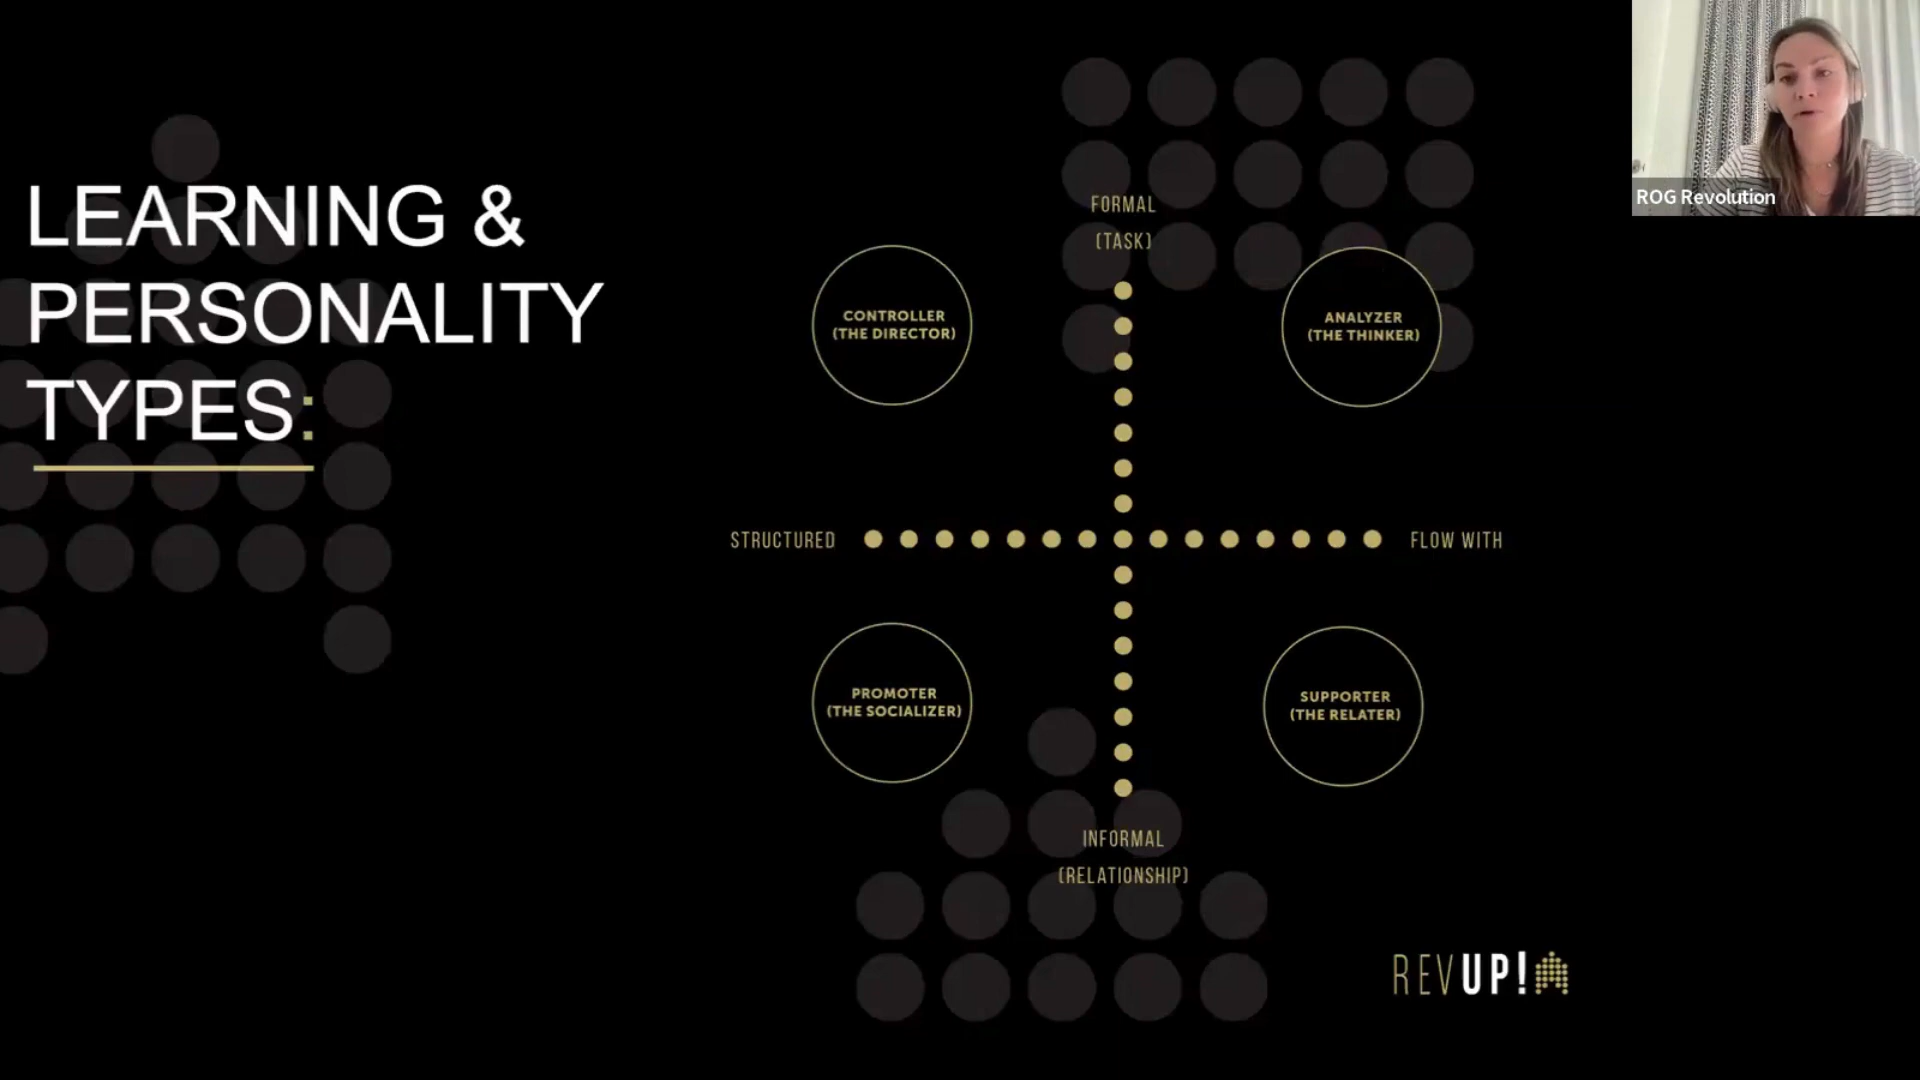 LEARNING &
PERSONALITY
TYPES:
ROG Revolution
FORMAL
(TASK)
CONTROLLER
(THE DIRECTOR)
ANALYZER
(THE THINKER)
STRUCTURED
FLOW WITH
PROMOTER
(THE SOCIALIZER)
SUPPORTER
(THE RELATER)
INFORMAL
(RELATIONSHIP)
REVUP!